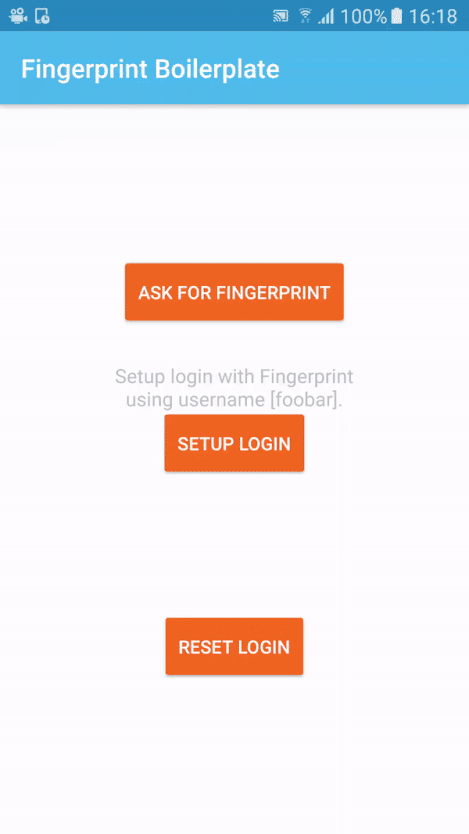 100% 16:18
Fingerprint Boilerplate
ASK FOR FINGERPRINT
Setup login with Fingerprint
using username [foobar].
SETUP LOGIN
RESET LOGIN